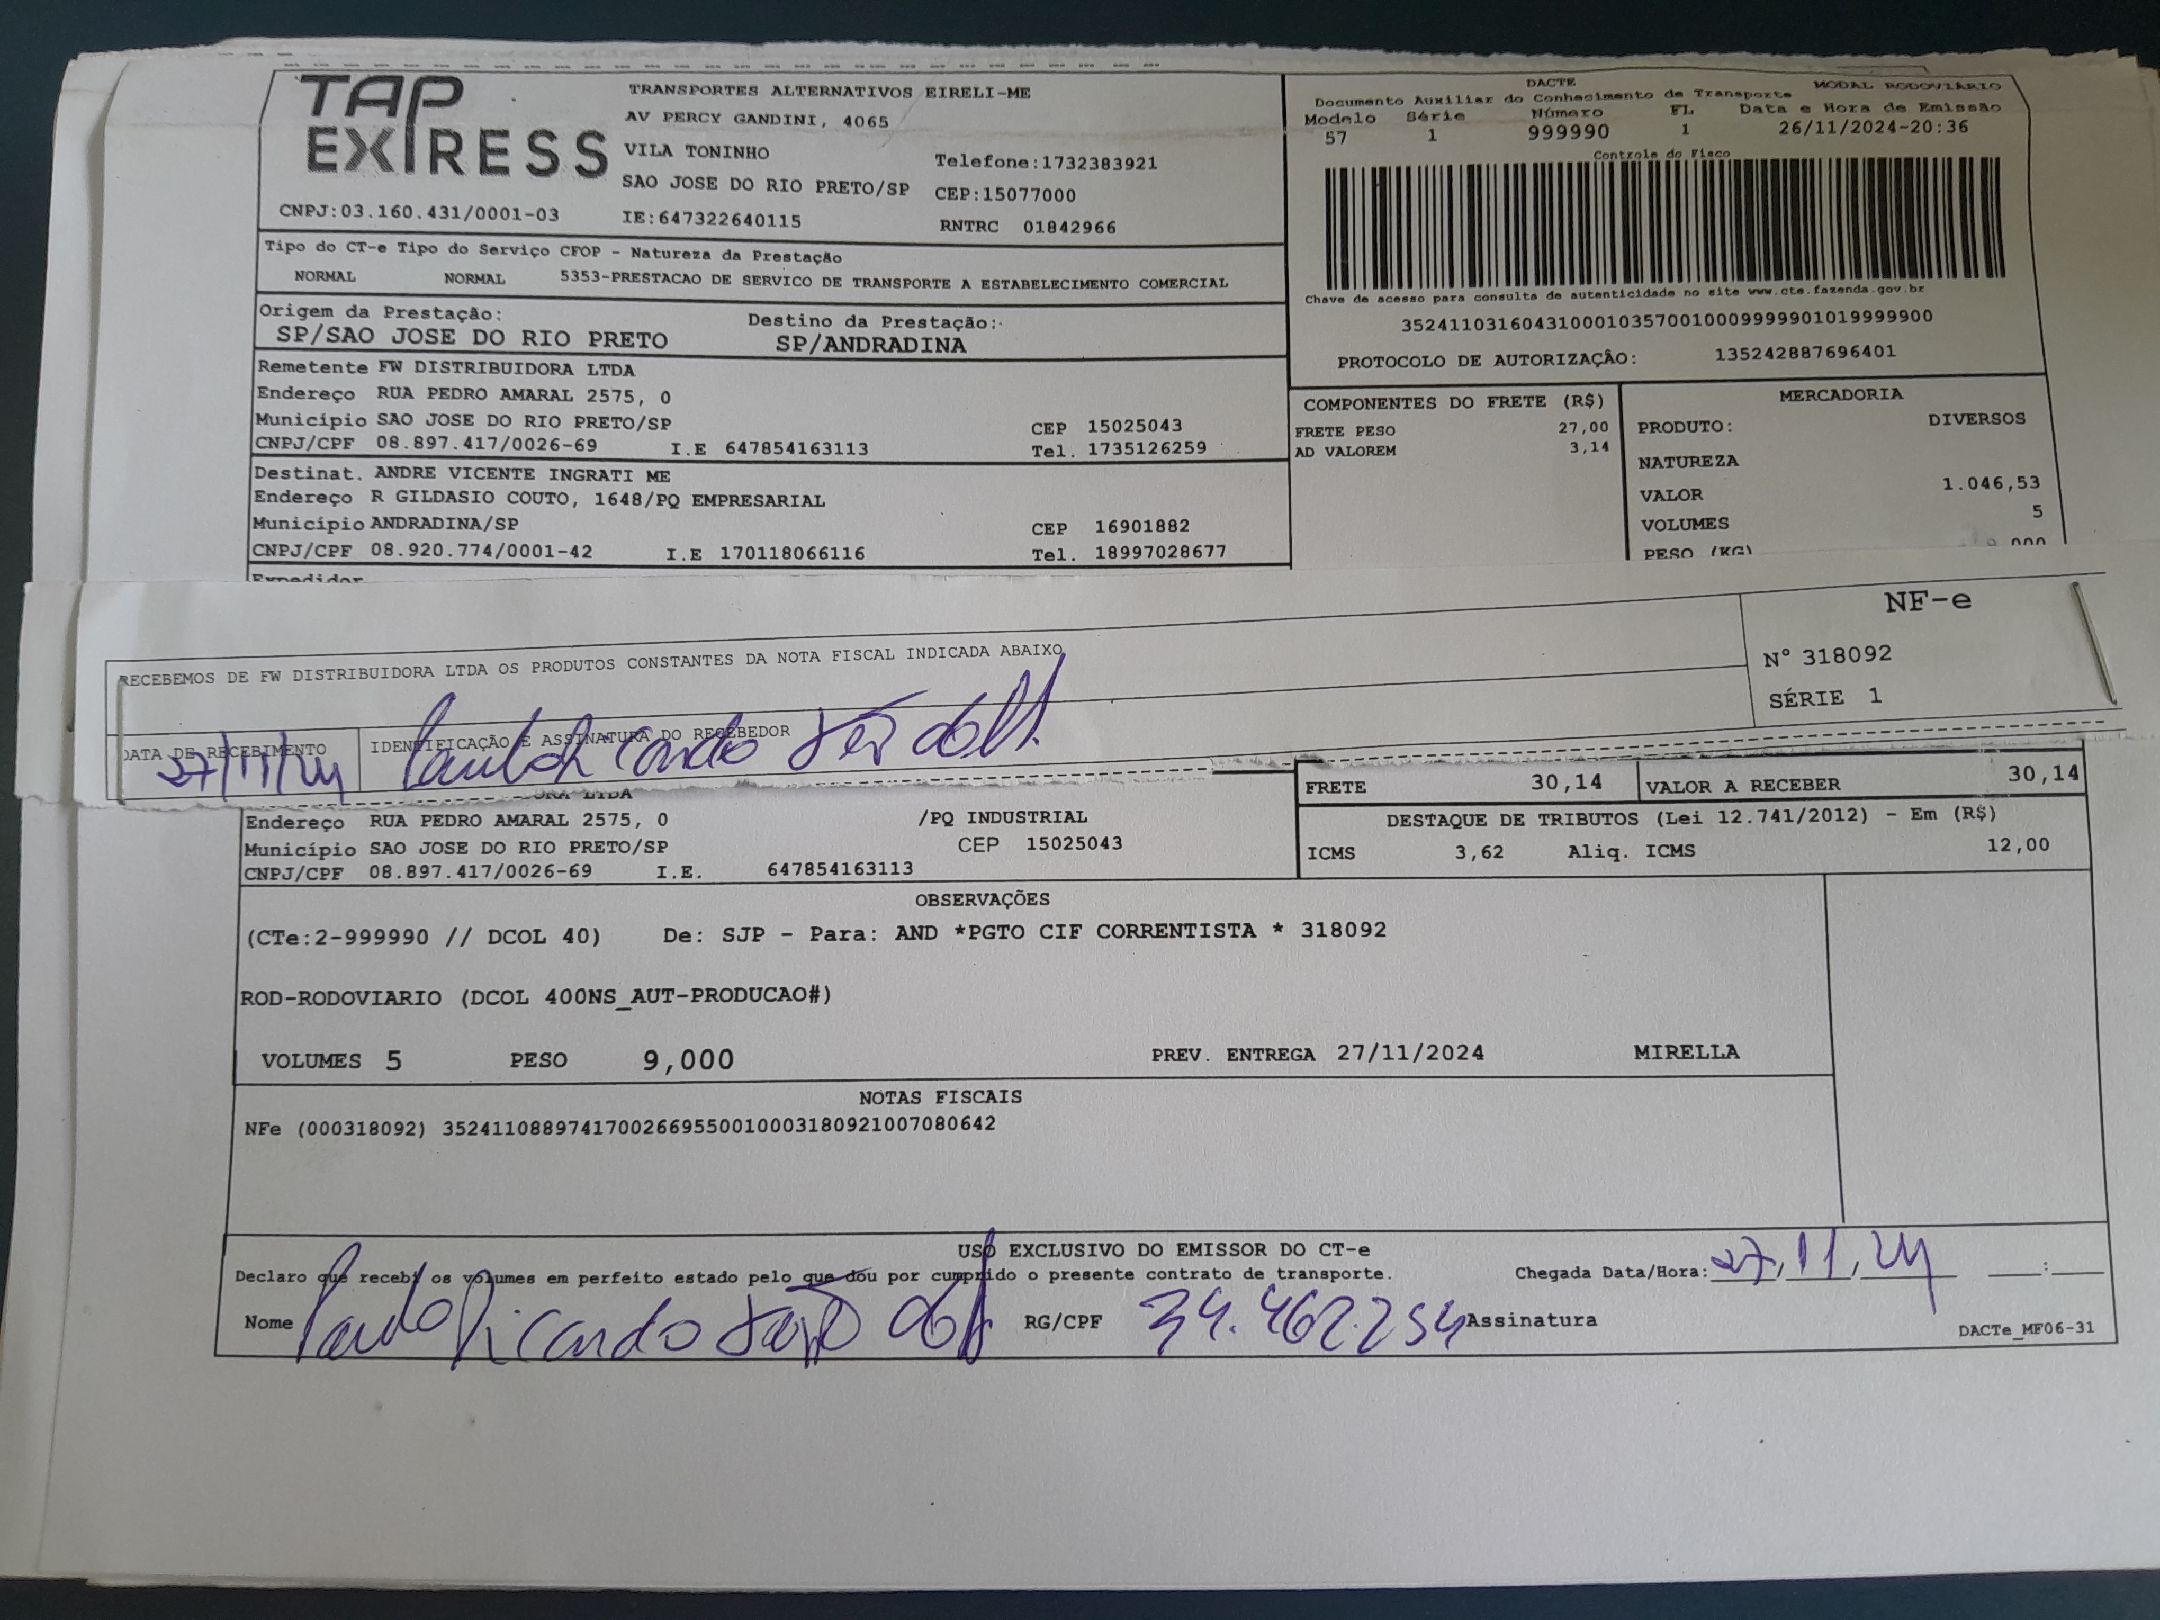 TAP EXPRESS
TRANSPORTES ALTERNATIVOS EIRELI-ME
AV PERCY GANDINI, 4065
VILA TONINHO Telefone:1732383921
SAO JOSE DO RIO PRETO/SP CEP:15077000
CNPJ:03.160.431/0001-03 IE:647322640115 RNTRC 01842966
DACTE MODAL RODOVIÁRIO
Documento Auxiliar do Conhecimento de Transporte
Modelo Série Número FL Data e Hora de Emissão
57 1 999990 1 26/11/2024-20:36
Controle do Fisco
Chave de acesso para consulta de autenticidade no site www.cte.fazenda.gov.br
35241103160431000103570010009999901019999900
PROTOCOLO DE AUTORIZAÇÃO: 135242887696401
Tipo do CT-e Tipo do Serviço CFOP - Natureza da Prestação
NORMAL NORMAL 5353-PRESTACAO DE SERVICO DE TRANSPORTE A ESTABELECIMENTO COMERCIAL
Origem da Prestação: Destino da Prestação:
SP/SAO JOSE DO RIO PRETO SP/ANDRADINA
Remetente FW DISTRIBUIDORA LTDA
Endereço RUA PEDRO AMARAL 2575, 0
Município SAO JOSE DO RIO PRETO/SP CEP 15025043
CNPJ/CPF 08.897.417/0026-69 I.E 647854163113 Tel. 1735126259
Destinat. ANDRE VICENTE INGRATI ME
Endereço R GILDASIO COUTO, 1648/PQ EMPRESARIAL
Município ANDRADINA/SP CEP 16901882
CNPJ/CPF 08.920.774/0001-42 I.E 170118066116 Tel. 18997028677
Expedidor
COMPONENTES DO FRETE (R$)
FRETE PESO 27,00
AD VALOREM 3,14
MERCADORIA
PRODUTO: DIVERSOS
NATUREZA
VALOR 1.046,53
VOLUMES 5
PESO (KG)
RECEBEMOS DE FW DISTRIBUIDORA LTDA OS PRODUTOS CONSTANTES DA NOTA FISCAL INDICADA ABAIXO
NF-e
N° 318092
SÉRIE 1
DATA DE RECEBIMENTO IDENTIFICAÇÃO E ASSINATURA DO RECEBEDOR
27/11/24 Paulo Ricardo
LTDA
FRETE 30,14 VALOR A RECEBER 30,14
Endereço RUA PEDRO AMARAL 2575, 0 /PQ INDUSTRIAL
Município SAO JOSE DO RIO PRETO/SP CEP 15025043
CNPJ/CPF 08.897.417/0026-69 I.E. 647854163113
DESTAQUE DE TRIBUTOS (Lei 12.741/2012) - Em (R$)
ICMS 3,62 Aliq. ICMS 12,00
OBSERVAÇÕES
(CTe:2-999990 // DCOL 40) De: SJP - Para: AND *PGTO CIF CORRENTISTA * 318092
ROD-RODOVIARIO (DCOL 400NS_AUT-PRODUCAO#)
VOLUMES 5 PESO 9,000 PREV. ENTREGA 27/11/2024 MIRELLA
NOTAS FISCAIS
NFe (000318092) 35241108897417002669550010003180921007080642
USO EXCLUSIVO DO EMISSOR DO CT-e
Declaro que recebi os volumes em perfeito estado pelo que dou por cumprido o presente contrato de transporte. Chegada Data/Hora: 27,11,24 :
Nome Paulo Ricardo RG/CPF 34.462.254 Assinatura
DACTe_MF06-31